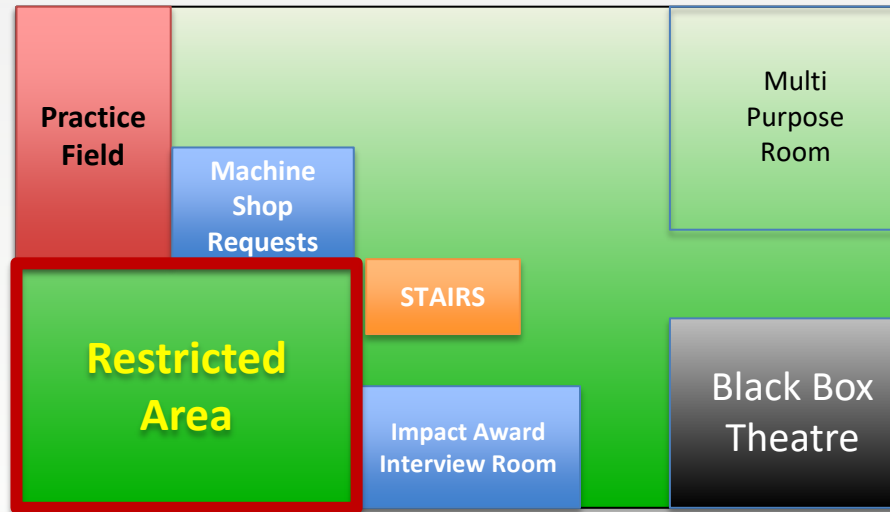 Practice
Field
Machine
Shop
Requests
Multi
Purpose
Room
STAIRS
Restricted
Area
Impact Award
Interview Room
Black Box
Theatre